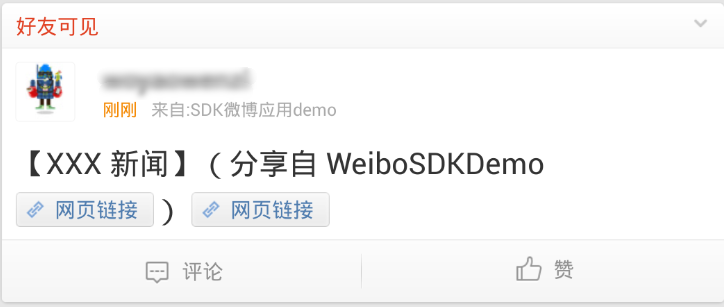 好友可见
刚刚 来自:SDK微博应用demo
【XXX 新闻】（分享自 WeiboSDKDemo
网页链接 ） 网页链接
评论 赞